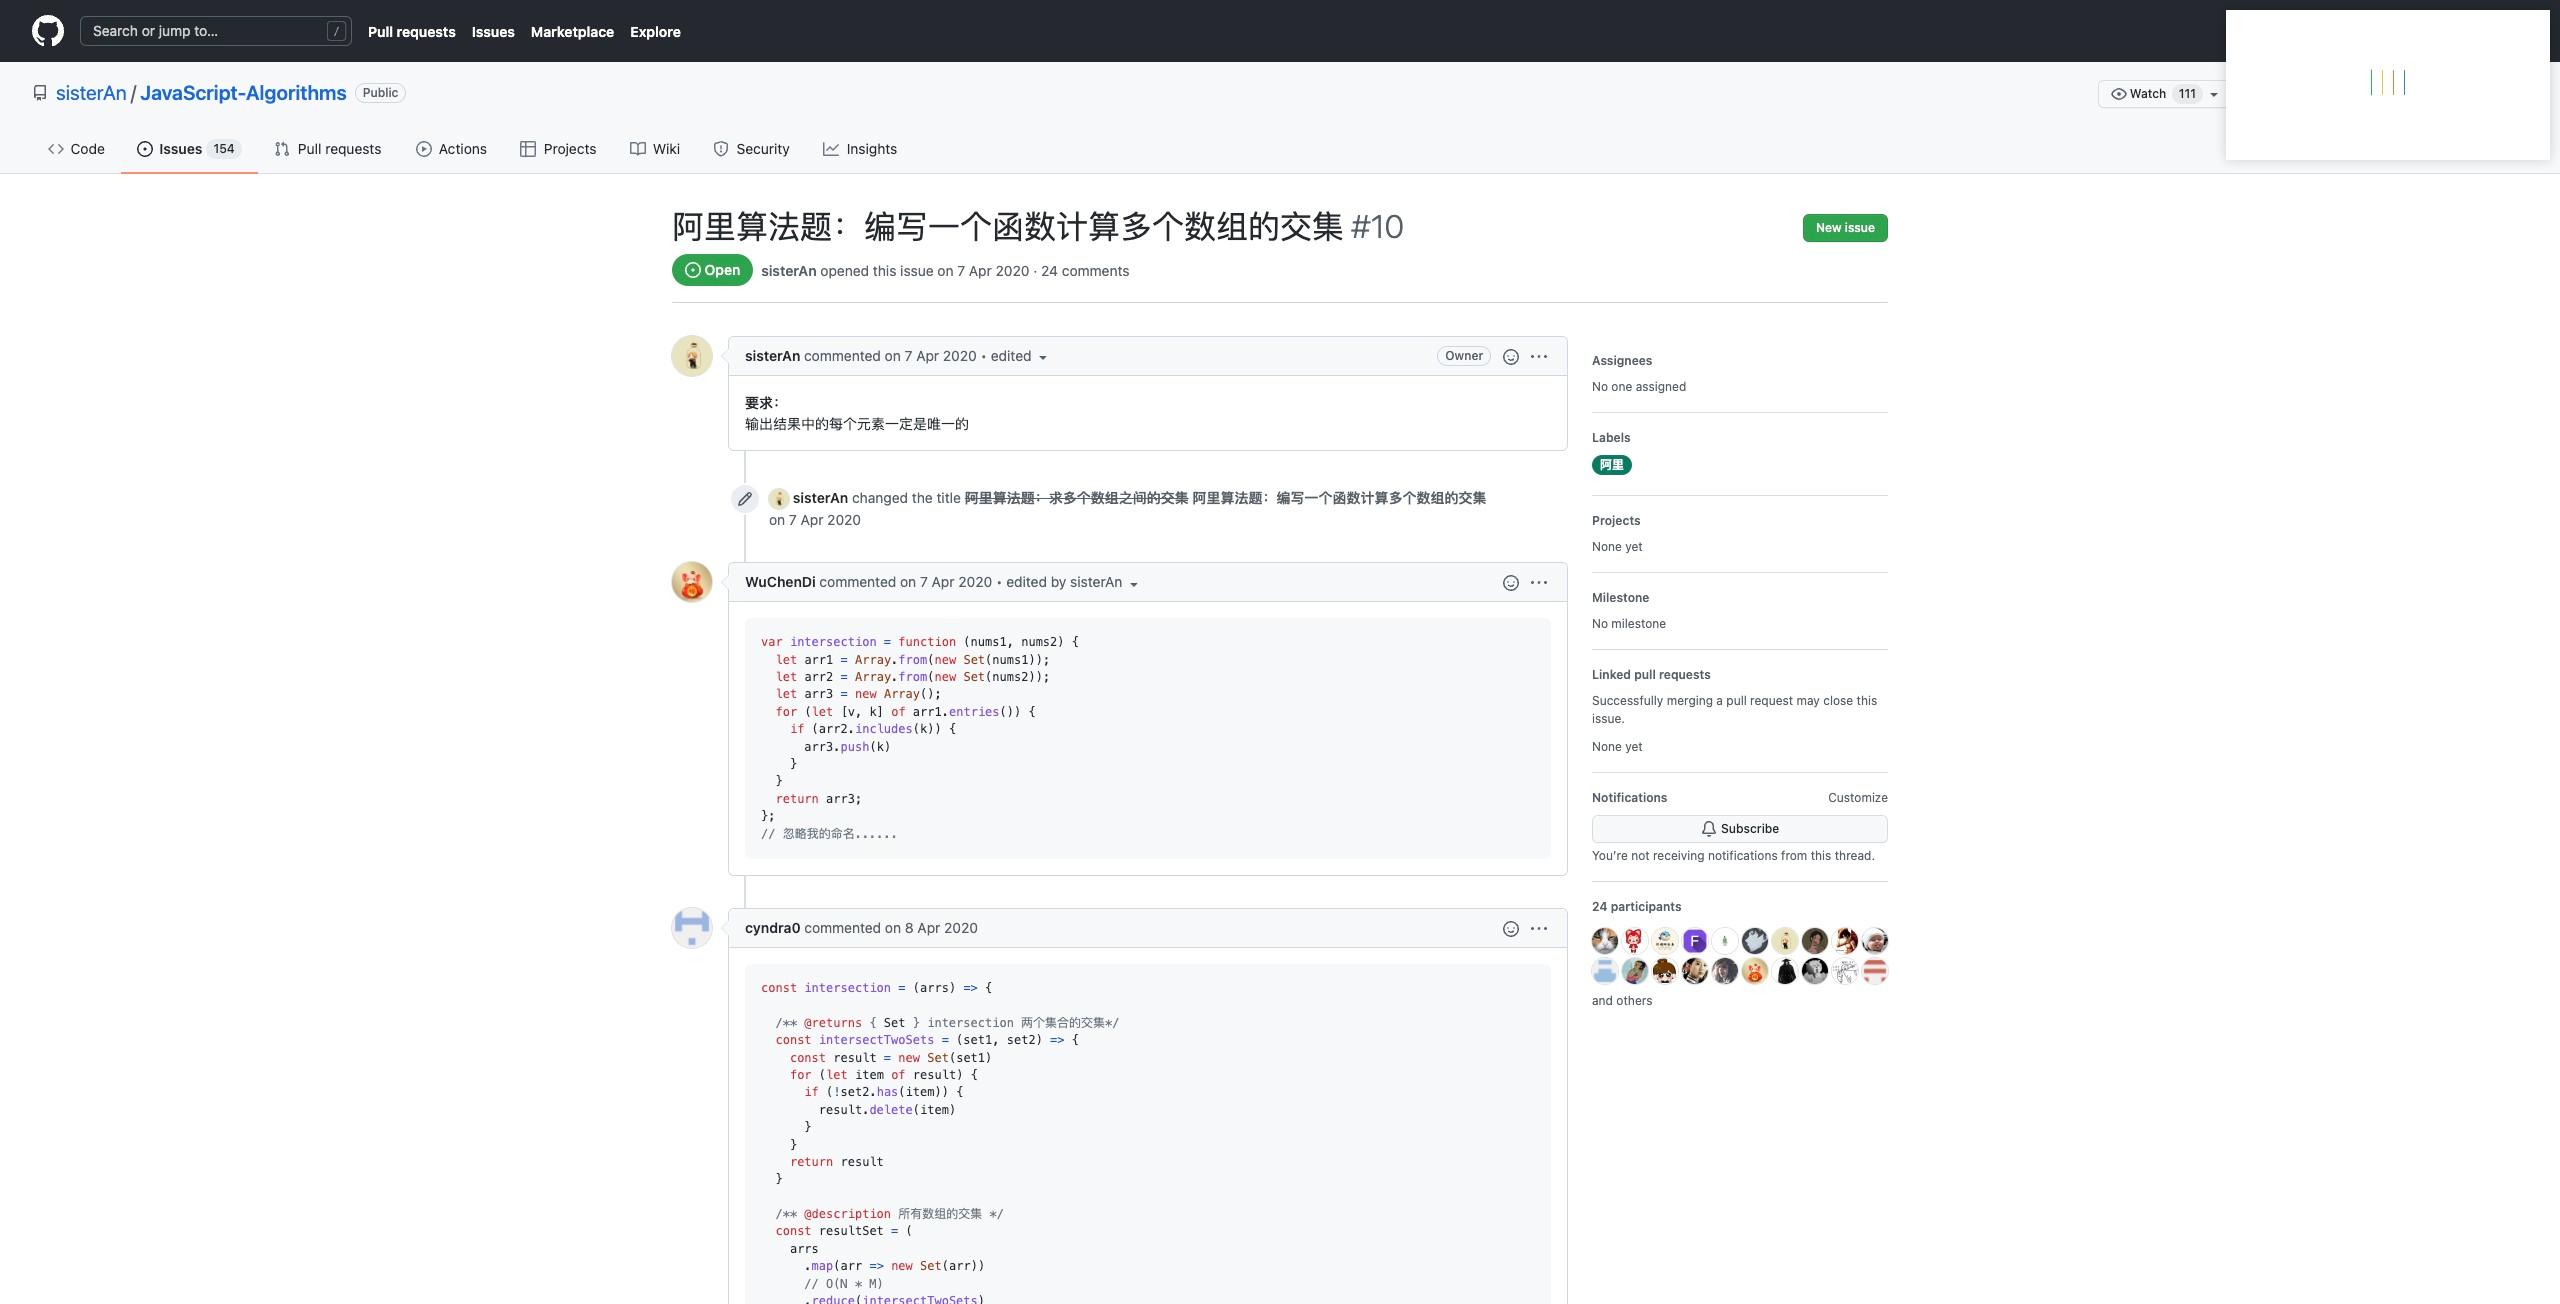 Search or jump to... /
Pull requests Issues Marketplace Explore
sisterAn / JavaScript-Algorithms Public
Watch 111
Code Issues 154 Pull requests Actions Projects Wiki Security Insights
阿里算法题：编写一个函数计算多个数组的交集 #10
New issue
Open sisterAn opened this issue on 7 Apr 2020 · 24 comments
sisterAn commented on 7 Apr 2020 • edited
Owner
要求：
输出结果中的每个元素一定是唯一的
sisterAn changed the title 阿里算法题：求多个数组之间的交集 阿里算法题：编写一个函数计算多个数组的交集
on 7 Apr 2020
WuChenDi commented on 7 Apr 2020 • edited by sisterAn
var intersection = function (nums1, nums2) {
let arr1 = Array.from(new Set(nums1));
let arr2 = Array.from(new Set(nums2));
let arr3 = new Array();
for (let [v, k] of arr1.entries()) {
if (arr2.includes(k)) {
arr3.push(k)
}
}
return arr3;
};
// 忽略我的命名......
cyndra0 commented on 8 Apr 2020
const intersection = (arrs) => {
/** @returns { Set } intersection 两个集合的交集*/
const intersectTwoSets = (set1, set2) => {
const result = new Set(set1)
for (let item of result) {
if (!set2.has(item)) {
result.delete(item)
}
}
return result
}
/** @description 所有数组的交集 */
const resultSet = (
arrs
.map(arr => new Set(arr))
// O(N * M)
.reduce(intersectTwoSets)
Assignees
No one assigned
Labels
阿里
Projects
None yet
Milestone
No milestone
Linked pull requests
Successfully merging a pull request may close this
issue.
None yet
Notifications Customize
Subscribe
You’re not receiving notifications from this thread.
24 participants
F
and others